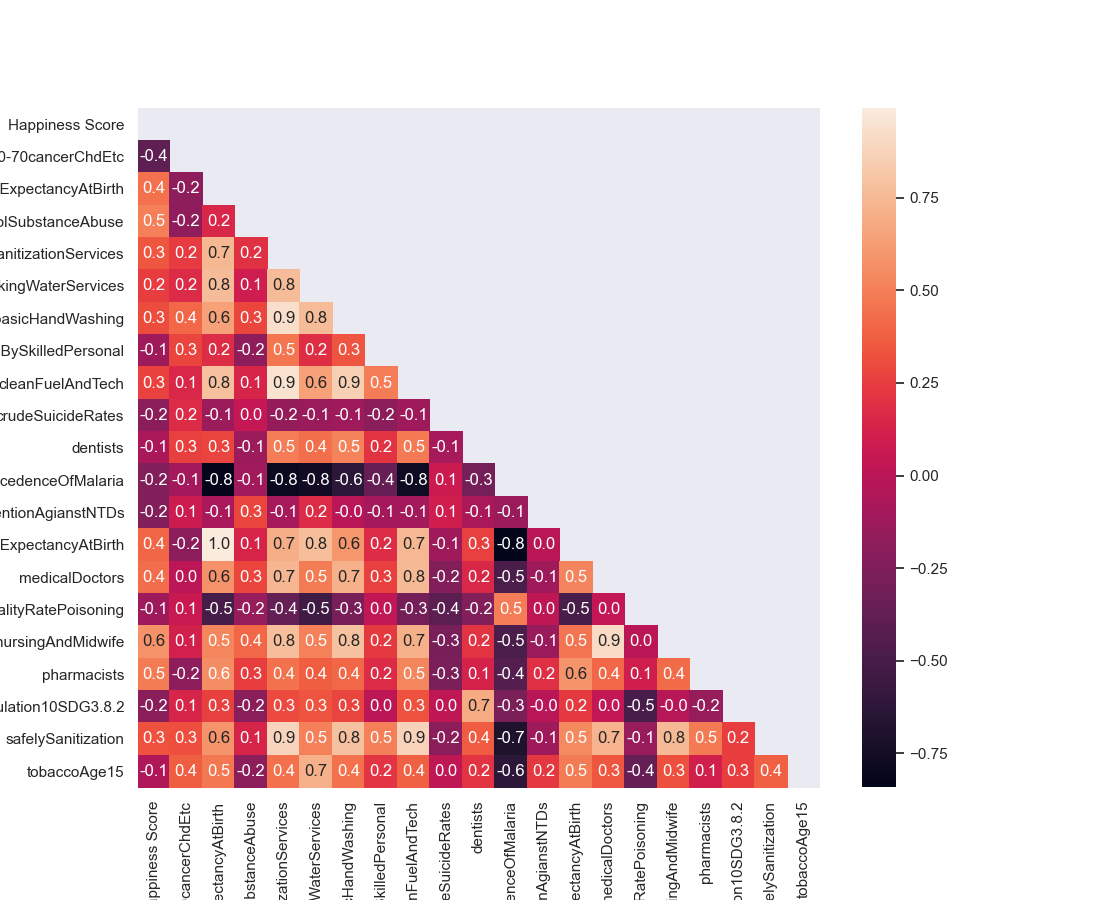 Happiness Score
0-70cancerChdEtc -0.4
ExpectancyAtBirth 0.4 -0.2
olSubstanceAbuse 0.5 -0.2 0.2
anitizationServices 0.3 0.2 0.7 0.2
kingWaterServices 0.2 0.2 0.8 0.1 0.8
basicHandWashing 0.3 0.4 0.6 0.3 0.9 0.8
BySkilledPersonal -0.1 0.3 0.2 -0.2 0.5 0.2 0.3
cleanFuelAndTech 0.3 0.1 0.8 0.1 0.9 0.6 0.9 0.5
crudeSuicideRates -0.2 0.2 -0.1 0.0 -0.2 -0.1 -0.1 -0.2 -0.1
dentists -0.1 0.3 0.3 -0.1 0.5 0.4 0.5 0.2 0.5 -0.1
cedenceOfMalaria -0.2 -0.1 -0.8 -0.1 -0.8 -0.8 -0.6 -0.4 -0.8 0.1 -0.3
entionAgianstNTDs -0.2 0.1 -0.1 0.3 -0.1 0.2 -0.0 -0.1 -0.1 0.1 -0.1 -0.1
ExpectancyAtBirth 0.4 -0.2 1.0 0.1 0.7 0.8 0.6 0.2 0.7 -0.1 0.3 -0.8 0.0
medicalDoctors 0.4 0.0 0.6 0.3 0.7 0.5 0.7 0.3 0.8 -0.2 0.2 -0.5 -0.1 0.5
alityRatePoisoning -0.1 0.1 -0.5 -0.2 -0.4 -0.5 -0.3 0.0 -0.3 -0.4 -0.2 0.5 0.0 -0.5 0.0
nursingAndMidwife 0.6 0.1 0.5 0.4 0.8 0.5 0.8 0.2 0.7 -0.3 0.2 -0.5 -0.1 0.5 0.9 0.0
pharmacists 0.5 -0.2 0.6 0.3 0.4 0.4 0.4 0.2 0.5 -0.3 0.1 -0.4 0.2 0.6 0.4 0.1 0.4
ulation10SDG3.8.2 -0.2 0.1 0.3 -0.2 0.3 0.3 0.3 0.0 0.3 0.0 0.7 -0.3 -0.0 0.2 0.0 -0.5 -0.0 -0.2
safelySanitization 0.3 0.3 0.6 0.1 0.9 0.5 0.8 0.5 0.9 -0.2 0.4 -0.7 -0.1 0.5 0.7 -0.1 0.8 0.5 0.2
tobaccoAge15 -0.1 0.4 0.5 -0.2 0.4 0.7 0.4 0.2 0.4 0.0 0.2 -0.6 0.2 0.5 0.3 -0.4 0.3 0.1 0.3 0.4
ppiness Score
cancerChdEtc
ectancyAtBirth
bstanceAbuse
zationServices
WaterServices
HandWashing
killedPersonal
nFuelAndTech
eSuicideRates
dentists
enceOfMalaria
nAgianstNTDs
ectancyAtBirth
medicalDoctors
RatePoisoning
ngAndMidwife
pharmacists
on10SDG3.8.2
elySanitization
tobaccoAge15
0.75
0.50
0.25
0.00
−0.25
−0.50
−0.75